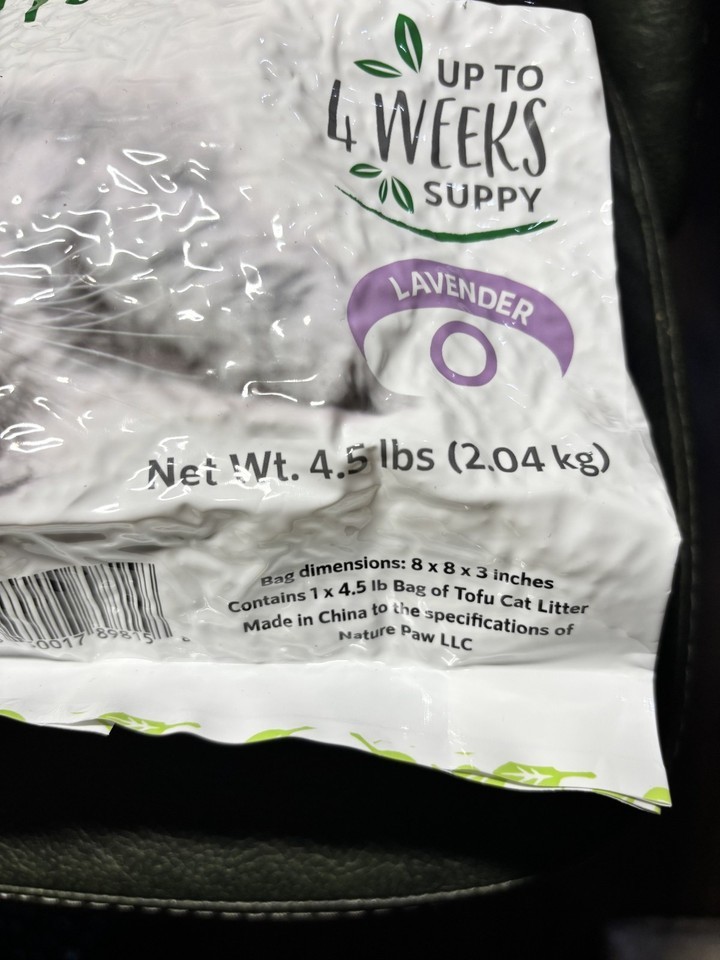 UP TO
4 WEEKS
SUPPY
LAVENDER
Net Wt. 4.5 lbs (2.04 kg)
Bag dimensions: 8 x 8 x 3 inches
Contains 1 x 4.5 lb Bag of Tofu Cat Litter
Made in China to the specifications of
Nature Paw LLC
0017 89815